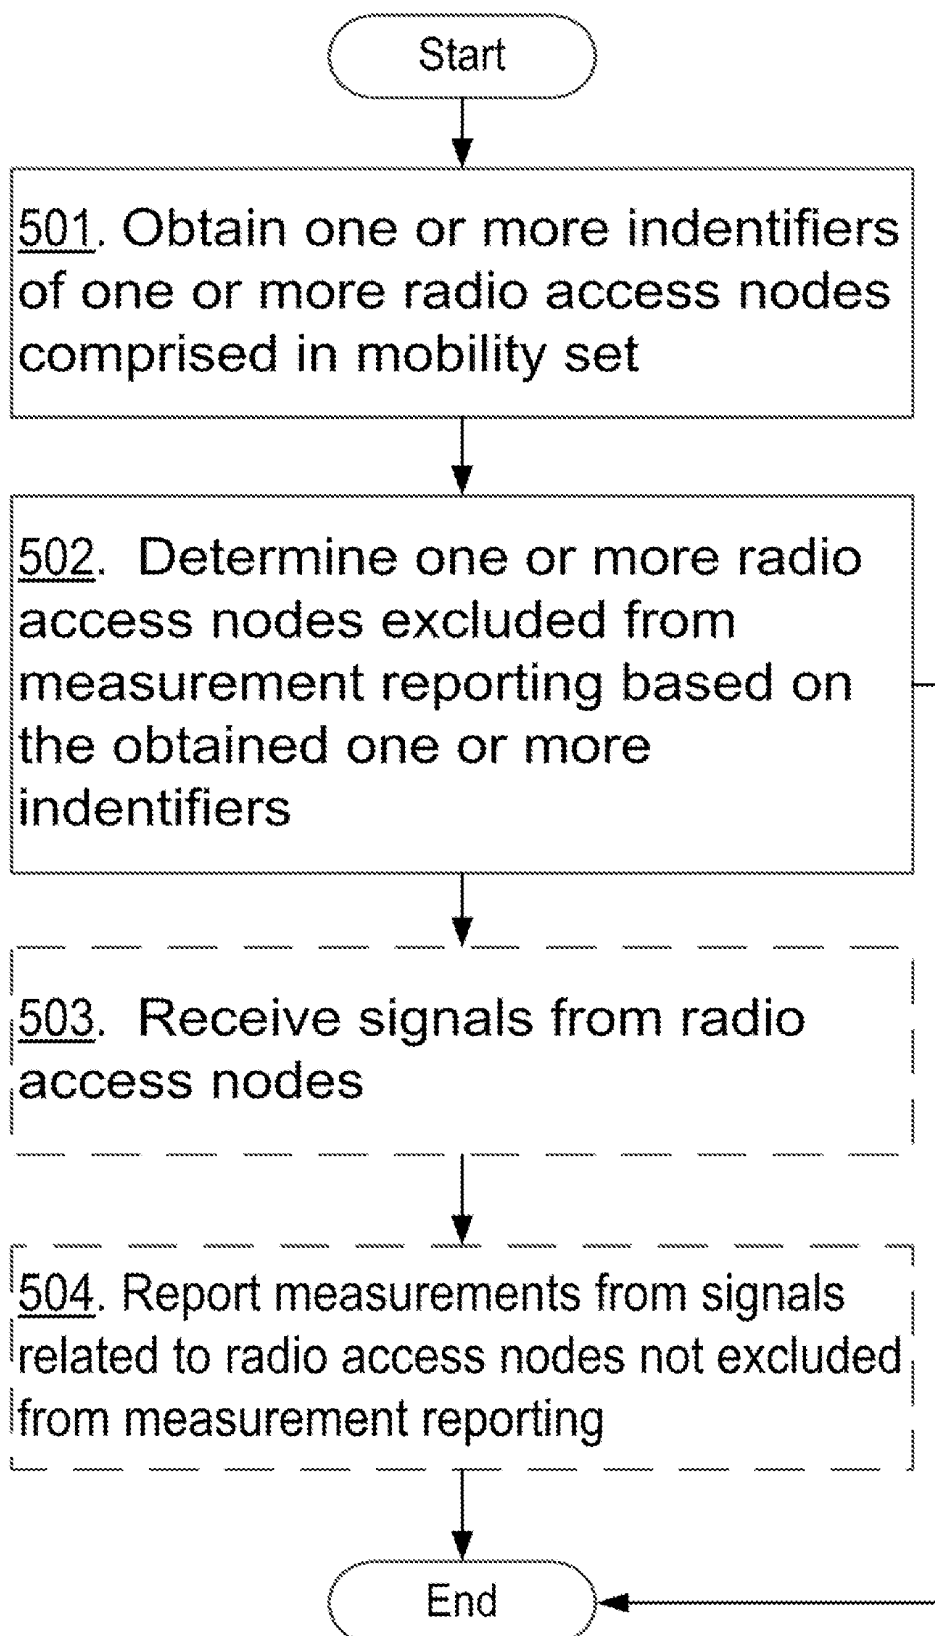 Start
501. Obtain one or more indentifiers
of one or more radio access nodes
comprised in mobility set
502. Determine one or more radio
access nodes excluded from
measurement reporting based on
the obtained one or more
indentifiers
503. Receive signals from radio
access nodes
504. Report measurements from signals
related to radio access nodes not excluded
from measurement reporting
End